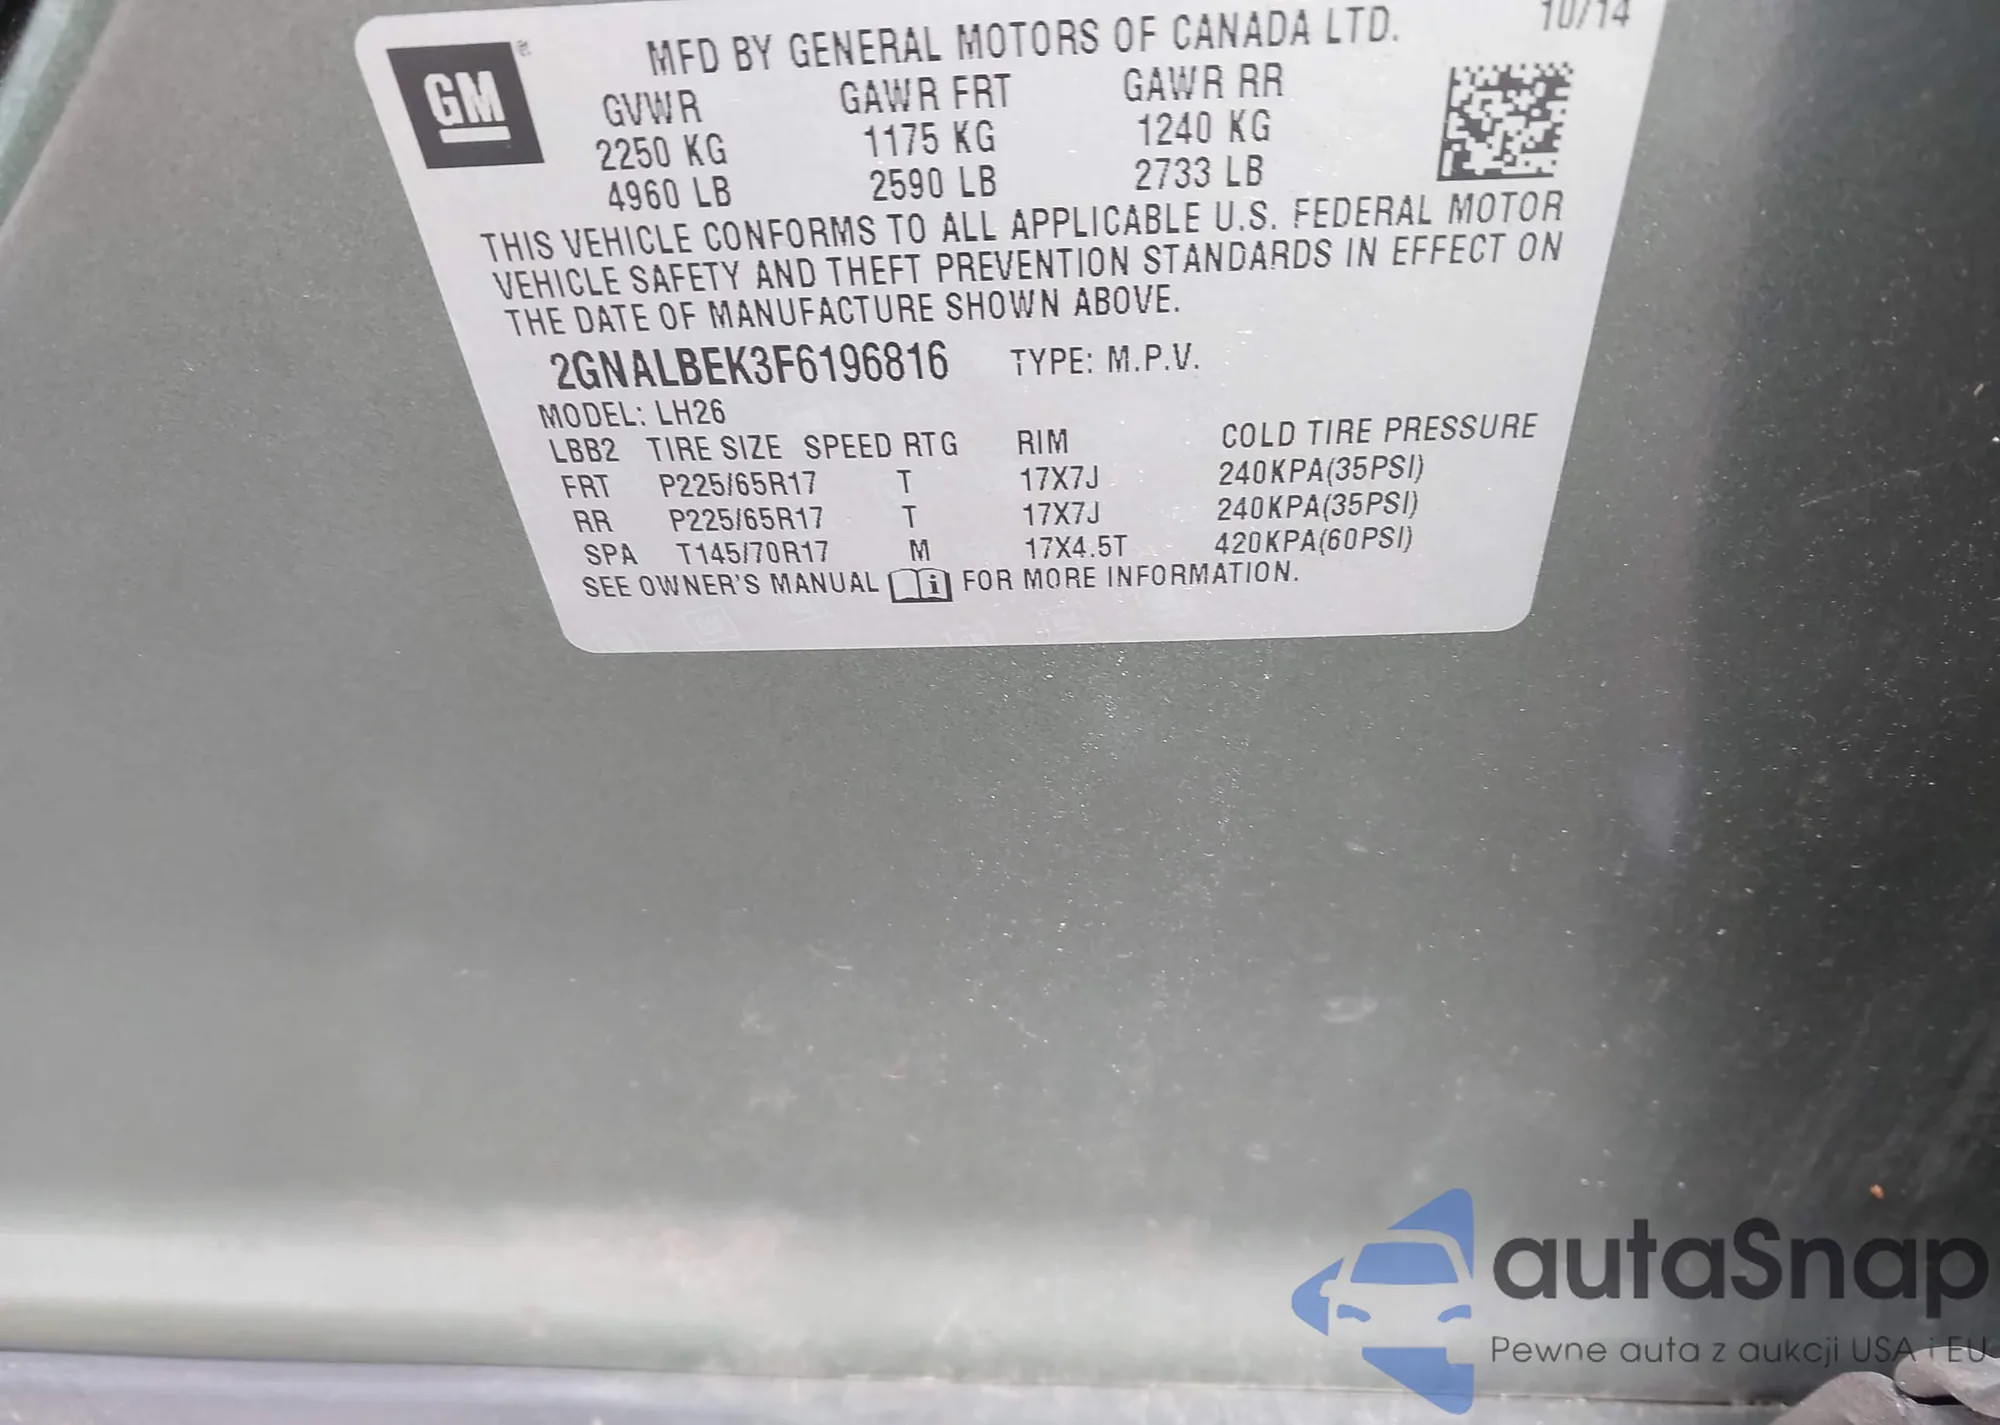 MFD BY GENERAL MOTORS OF CANADA LTD. 10/14
GM
GVWR GAWR FRT GAWR RR
2250 KG 1175 KG 1240 KG
4960 LB 2590 LB 2733 LB
THIS VEHICLE CONFORMS TO ALL APPLICABLE U.S. FEDERAL MOTOR
VEHICLE SAFETY AND THEFT PREVENTION STANDARDS IN EFFECT ON
THE DATE OF MANUFACTURE SHOWN ABOVE.
2GNALBEK3F6196816 TYPE: M.P.V.
MODEL: LH26
LBB2 TIRE SIZE SPEED RTG RIM COLD TIRE PRESSURE
FRT P225/65R17 T 17X7J 240KPA(35PSI)
RR P225/65R17 T 17X7J 240KPA(35PSI)
SPA T145/70R17 M 17X4.5T 420KPA(60PSI)
SEE OWNER'S MANUAL i FOR MORE INFORMATION.
autaSnap
Pewne auta z aukcji USA i EU